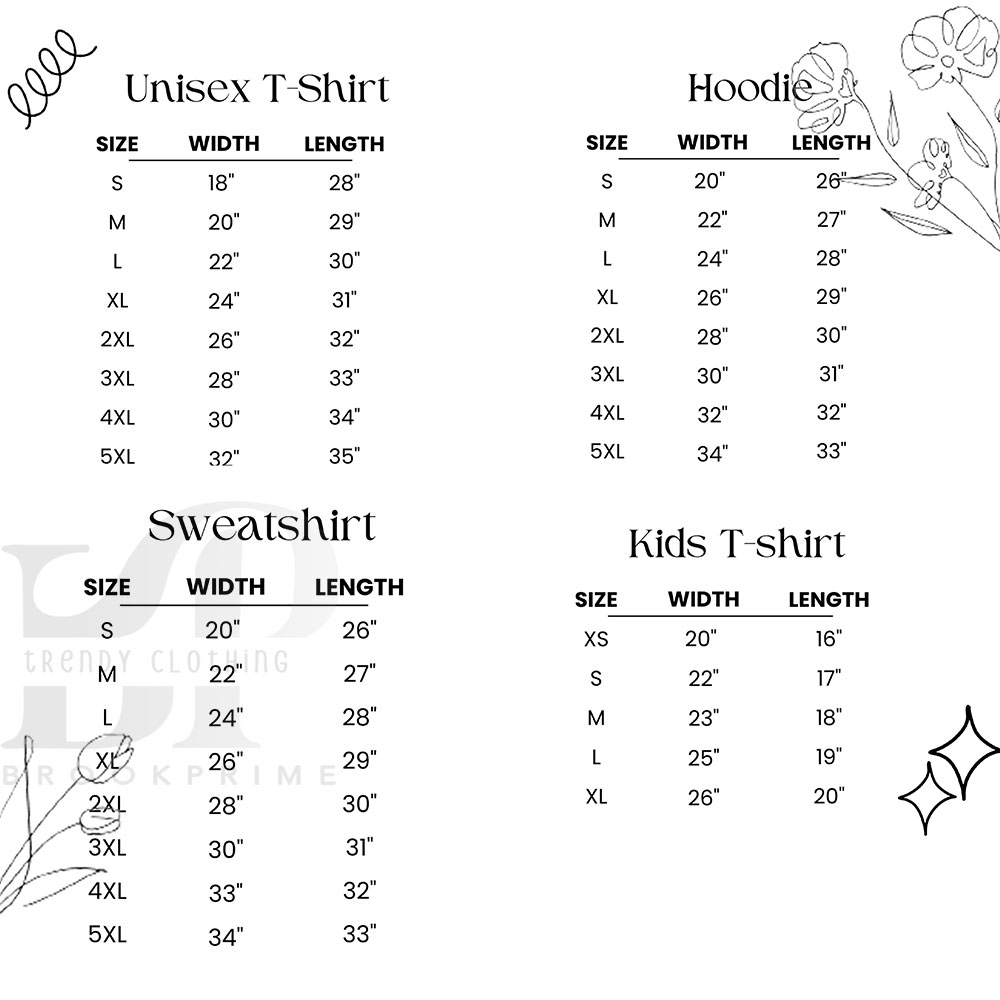 Unisex T-Shirt
SIZE WIDTH LENGTH
S 18" 28"
M 20" 29"
L 22" 30"
XL 24" 31"
2XL 26" 32"
3XL 28" 33"
4XL 30" 34"
5XL 32" 35"
Hoodie
SIZE WIDTH LENGTH
S 20" 26"
M 22" 27"
L 24" 28"
XL 26" 29"
2XL 28" 30"
3XL 30" 31"
4XL 32" 32"
5XL 34" 33"
Sweatshirt
SIZE WIDTH LENGTH
S 20" 26"
M 22" 27"
L 24" 28"
XL 26" 29"
2XL 28" 30"
3XL 30" 31"
4XL 33" 32"
5XL 34" 33"
trendy clothing
BROOKPRIME
Kids T-shirt
SIZE WIDTH LENGTH
XS 20" 16"
S 22" 17"
M 23" 18"
L 25" 19"
XL 26" 20"